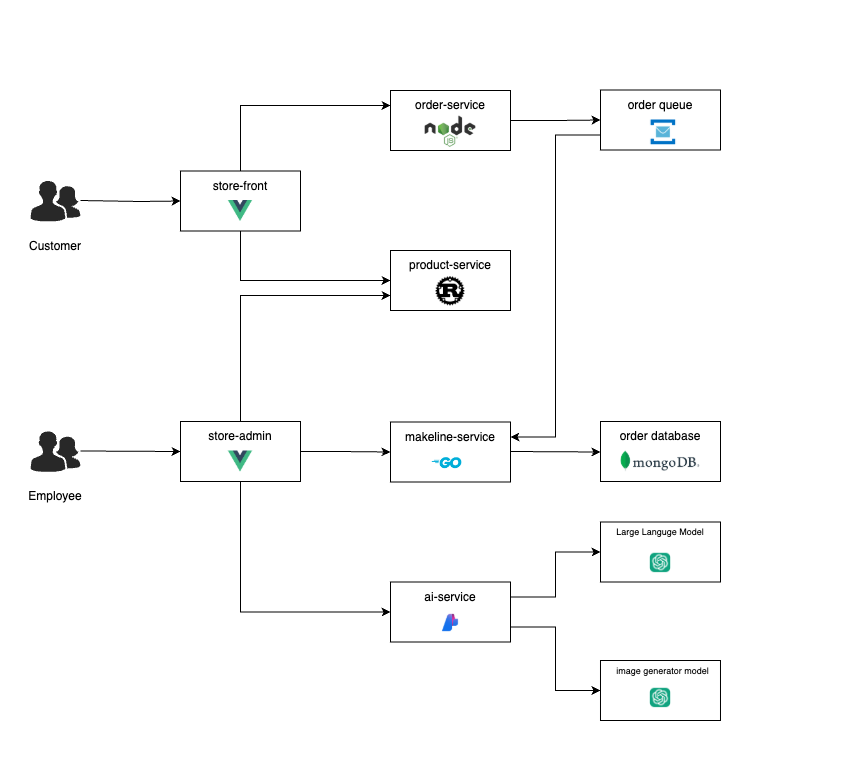 order-service
node
JS
order queue
store-front
Customer
product-service
R
store-admin
makeline-service
GO
order database
mongoDB.
Employee
Large Languge Model
ai-service
image generator model